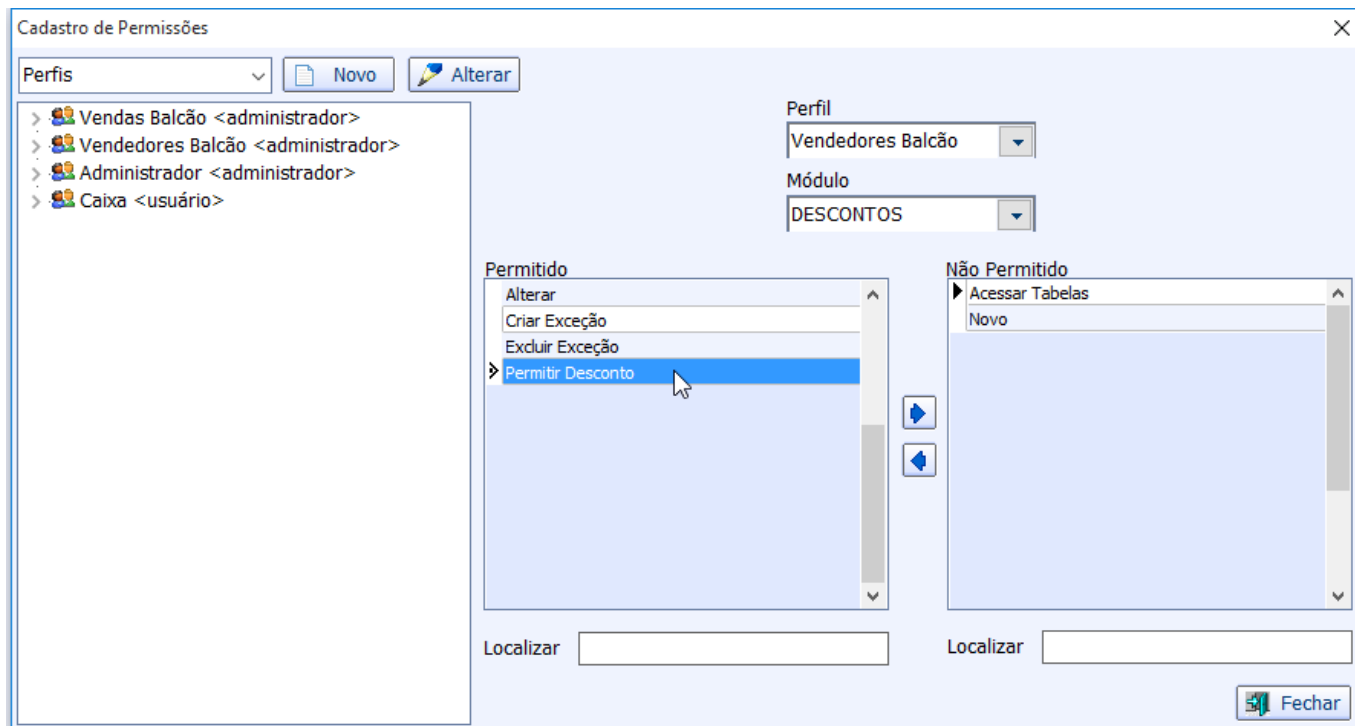 Cadastro de Permissões
Perfis
Novo
Alterar
Vendas Balcão <administrador>
Vendedores Balcão <administrador>
Administrador <administrador>
Caixa <usuário>
Perfil
Vendedores Balcão
Módulo
DESCONTOS
Permitido
Alterar
Criar Exceção
Excluir Exceção
Permitir Desconto
Não Permitido
Acessar Tabelas
Novo
Localizar
Localizar
Fechar